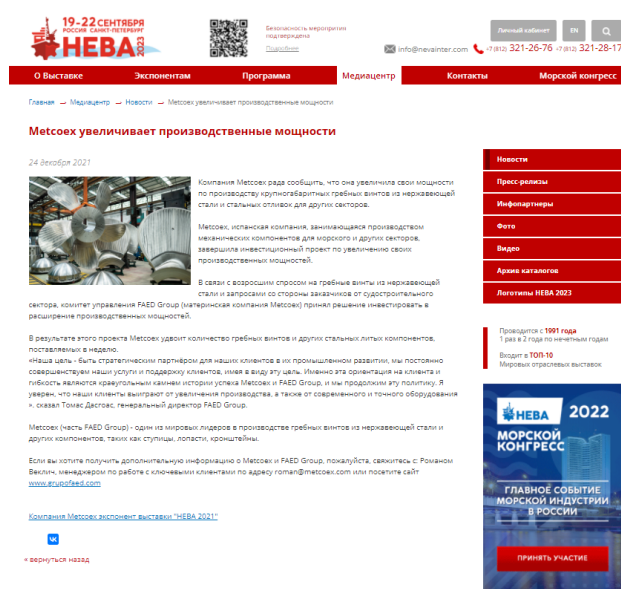 19-22 СЕНТЯБРЯ
РОССИЯ САНКТ-ПЕТЕРБУРГ
НЕВА
Безопасность мероприятия
подтверждена
Подробнее
info@nevainter.com
Личный кабинет
EN
+7 (812) 321-26-76 +7 (812) 321-28-17
О Выставке
Экспонентам
Программа
Медиацентр
Контакты
Морской конгресс
Главная → Медиацентр → Новости → Metcoex увеличивает производственные мощности
Metcoex увеличивает производственные мощности
24 декабря 2021
Компания Metcoex рада сообщить, что она увеличила свои мощности
по производству крупногабаритных гребных винтов из нержавеющей
стали и стальных отливок для других секторов.
Metcoex, испанская компания, занимающаяся производством
механических компонентов для морского и других секторов,
завершила инвестиционный проект по увеличению своих
производственных мощностей.
В связи с возросшим спросом на гребные винты из нержавеющей
стали и запросами со стороны заказчиков от судостроительного
сектора, комитет управления FAED Group (материнская компания Metcoex) принял решение инвестировать в
расширение производственных мощностей.
В результате этого проекта Metcoex удвоит количество гребных винтов и других стальных литых компонентов,
поставляемых в неделю.
«Наша цель - быть стратегическим партнёром для наших клиентов в их промышленном развитии, мы постоянно
совершенствуем наши услуги и поддержку клиентов, имея в виду эту цель. Именно эта ориентация на клиента и
гибкость являются краеугольным камнем истории успеха Metcoex и FAED Group, и мы продолжим эту политику. Я
уверен, что наши клиенты выиграют от увеличения производства, а также от современного и точного оборудования
». сказал Томас Дасгоас, генеральный директор FAED Group.
Metcoex (часть FAED Group) - один из мировых лидеров в производстве гребных винтов из нержавеющей стали и
других компонентов, таких как ступицы, лопасти, кронштейны.
Если вы хотите получить дополнительную информацию о Metcoex и FAED Group, пожалуйста, свяжитесь с: Романом
Веклич, менеджером по работе с ключевыми клиентами по адресу roman@metcoex.com или посетите сайт
www.grupofaed.com
Компания Metcoex экспонент выставки "НЕВА 2021"
« вернуться назад
Новости
Пресс-релизы
Инфопартнеры
Фото
Видео
Архив каталогов
Логотипы НЕВА 2023
Проводится с 1991 года
1 раз в 2 года по нечетным годам
Входит в ТОП-10
Мировых отраслевых выставок
НЕВА 2022
МОРСКОЙ
КОНГРЕСС
ГЛАВНОЕ СОБЫТИЕ
МОРСКОЙ ИНДУСТРИИ
В РОССИИ
ПРИНЯТЬ УЧАСТИЕ